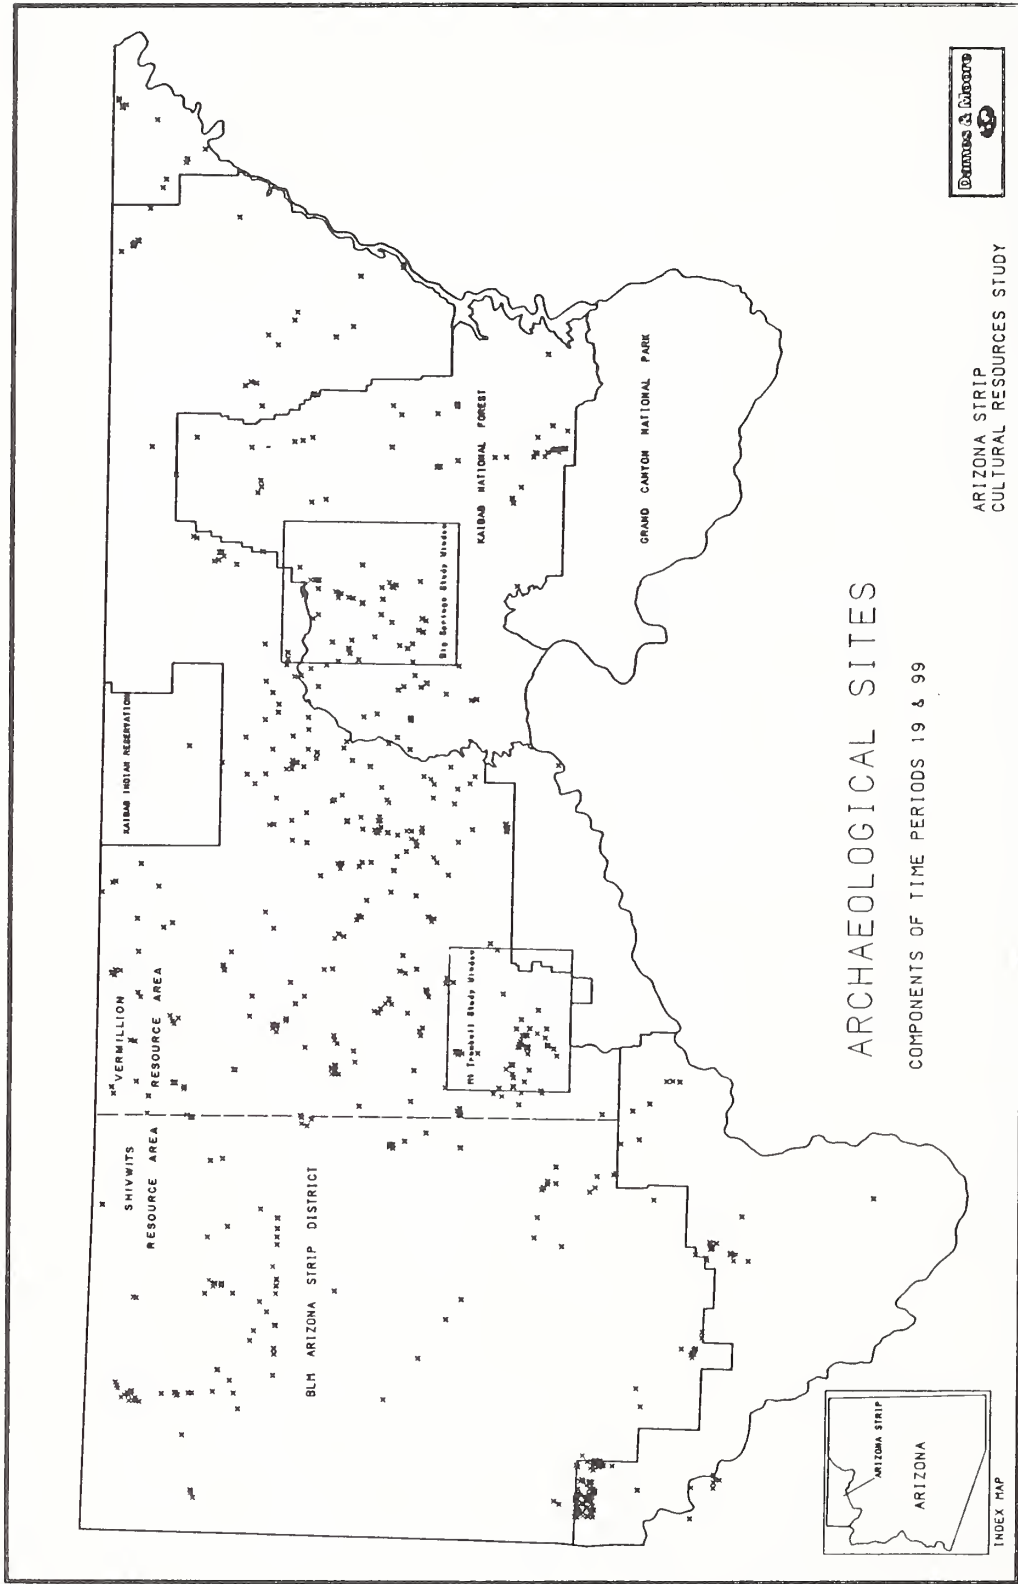 VERMILLION
RESOURCE AREA
KAIBAB INDIAN RESERVATION
SHIVWITS
RESOURCE AREA
BLM ARIZONA STRIP DISTRICT
Big Springs Study Window
KAIBAB NATIONAL FOREST
Mt Trumbull Study Window
GRAND CANYON NATIONAL PARK
ARCHAEOLOGICAL SITES
COMPONENTS OF TIME PERIODS 19 & 99
ARIZONA STRIP
ARIZONA
INDEX MAP
ARIZONA STRIP
CULTURAL RESOURCES STUDY
Dames & Moore